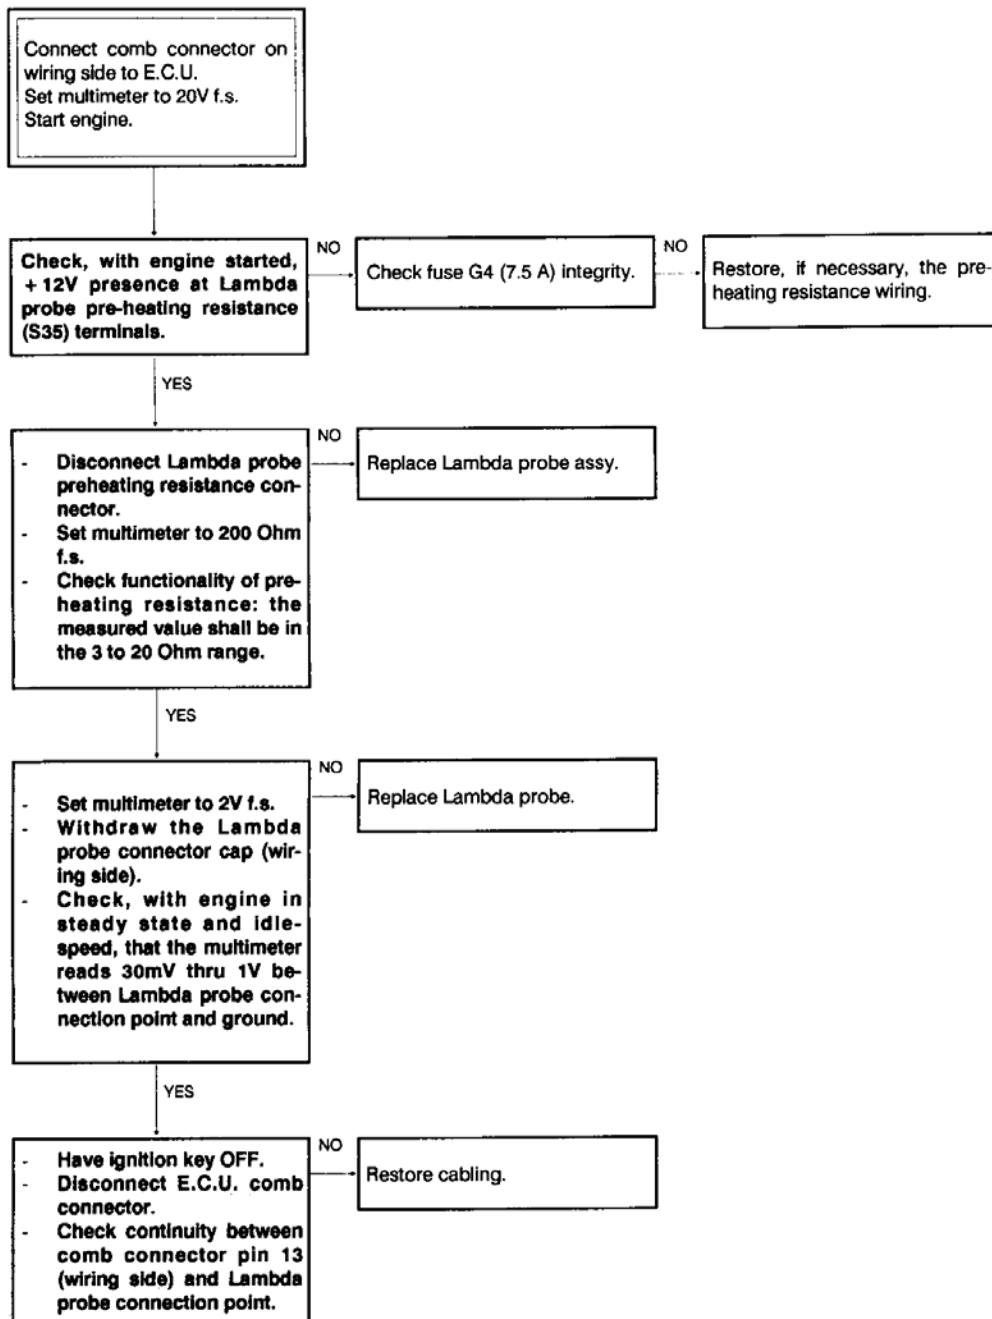 Connect comb connector on
wiring side to E.C.U.
Set multimeter to 20V f.s.
Start engine.
Check, with engine started,
+ 12V presence at Lambda
probe pre-heating resistance
(S35) terminals.
NO
Check fuse G4 (7.5 A) integrity.
NO
Restore, if necessary, the pre-
heating resistance wiring.
YES
- Disconnect Lambda probe
preheating resistance con-
nector.
- Set multimeter to 200 Ohm
f.s.
- Check functionality of pre-
heating resistance: the
measured value shall be in
the 3 to 20 Ohm range.
NO
Replace Lambda probe assy.
YES
- Set multimeter to 2V f.s.
- Withdraw the Lambda
probe connector cap (wir-
ing side).
- Check, with engine in
steady state and idle-
speed, that the multimeter
reads 30mV thru 1V be-
tween Lambda probe con-
nection point and ground.
NO
Replace Lambda probe.
YES
- Have ignition key OFF.
- Disconnect E.C.U. comb
connector.
- Check continuity between
comb connector pin 13
(wiring side) and Lambda
probe connection point.
NO
Restore cabling.